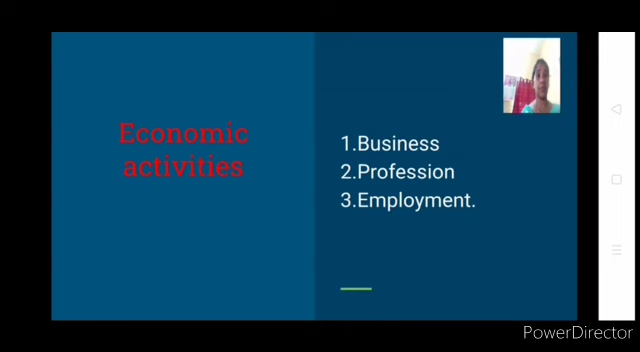 Economic
activities
1.Business
2.Profession
3.Employment.
PowerDirector